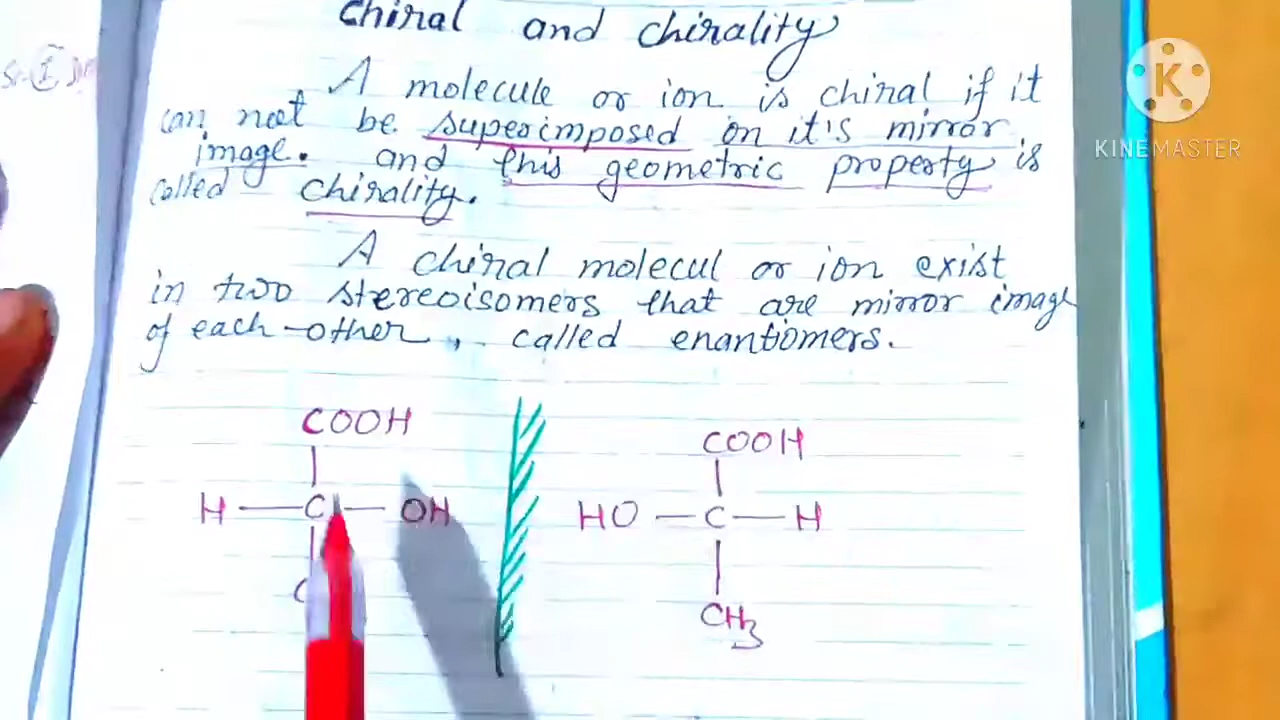 chiral and chirality
A molecule or ion is chiral if it
can not be superimposed on it's mirror
image. and this geometric property is
called chirality.
A chiral molecul or ion exist
in two stereoisomers that are mirror image
of each-other, called enantiomers.
COOH
H — C — OH
C
COOH
HO — C — H
CH3
K
KINEMASTER